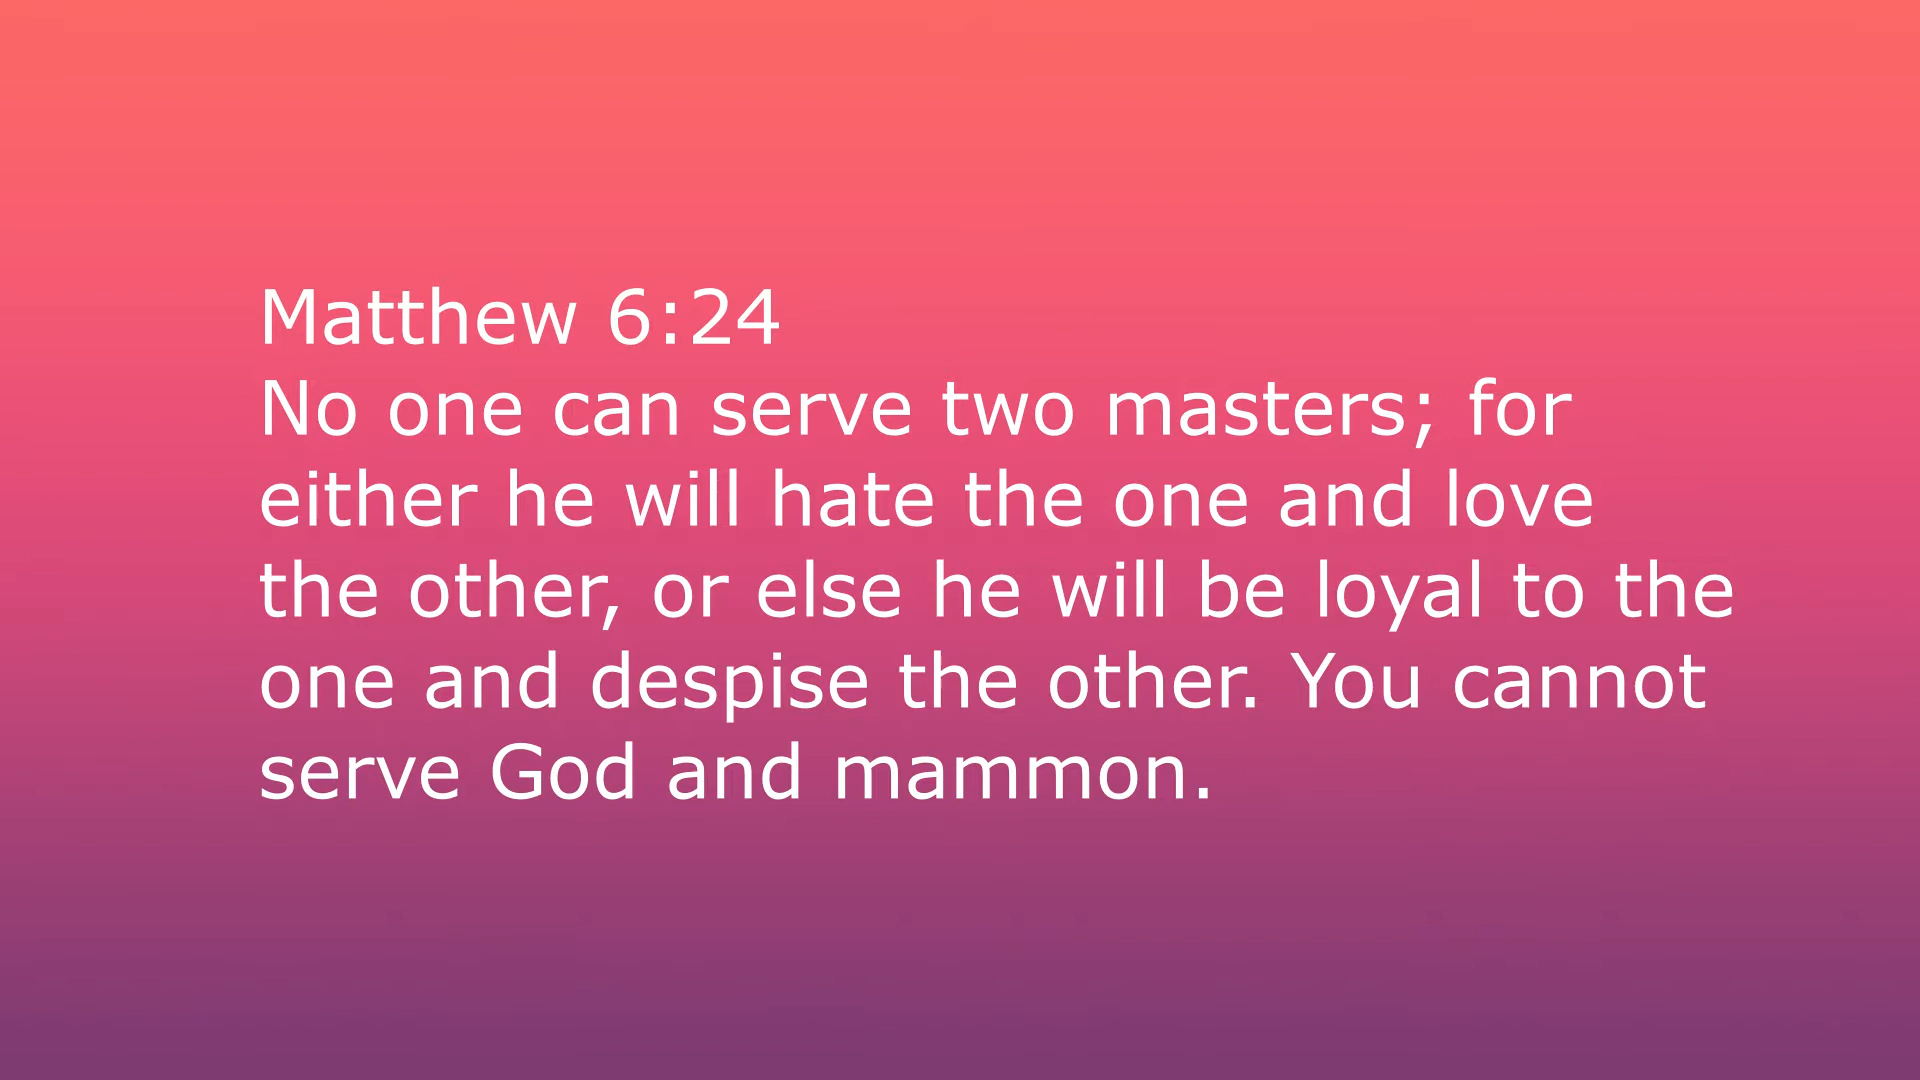 Matthew 6:24
No one can serve two masters; for
either he will hate the one and love
the other, or else he will be loyal to the
one and despise the other. You cannot
serve God and mammon.